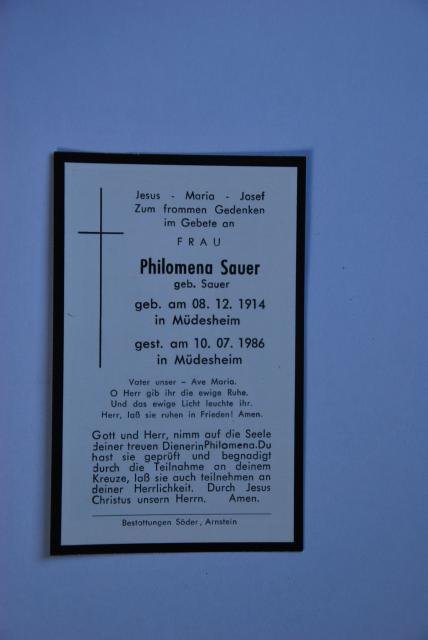 Jesus - Maria - Josef
Zum frommen Gedenken
im Gebete an
FRAU
Philomena Sauer
geb. Sauer
geb. am 08. 12. 1914
in Müdesheim
gest. am 10. 07. 1986
in Müdesheim
Vater unser – Ave Maria.
O Herr gib ihr die ewige Ruhe.
Und das ewige Licht leuchte ihr.
Herr, laß sie ruhen in Frieden! Amen.
Gott und Herr, nimm auf die Seele
deiner treuen DienerinPhilomena.Du
hast sie geprüft und begnadigt
durch die Teilnahme an deinem
Kreuze, laß sie auch teilnehmen an
deiner Herrlichkeit. Durch Jesus
Christus unsern Herrn. Amen.
Bestattungen Söder, Arnstein